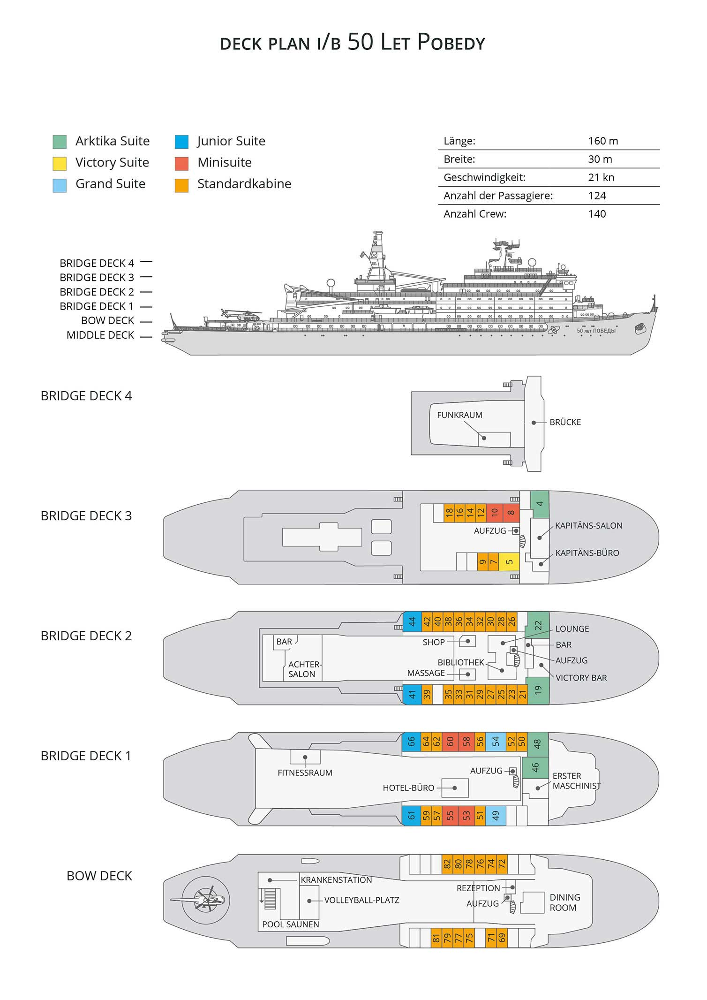 DECK PLAN I/B 50 LET POBEDY
Arktika Suite
Victory Suite
Grand Suite
Junior Suite
Minisuite
Standardkabine
Länge: 160 m
Breite: 30 m
Geschwindigkeit: 21 kn
Anzahl der Passagiere: 124
Anzahl Crew: 140
BRIDGE DECK 4
BRIDGE DECK 3
BRIDGE DECK 2
BRIDGE DECK 1
BOW DECK
MIDDLE DECK
50 ЛЕТ ПОБЕДЫ
BRIDGE DECK 4
FUNKRAUM
BRÜCKE
BRIDGE DECK 3
18 16 14 12 10 8 4
AUFZUG
KAPITÄNS-SALON
KAPITÄNS-BÜRO
9 7 5
BRIDGE DECK 2
44 42 40 38 36 34 32 30 28 26 22
LOUNGE
BAR
SHOP
BAR
AUFZUG
BIBLIOTHEK
ACHTER-
SALON
MASSAGE
VICTORY BAR
41 39 35 33 31 29 27 25 23 21 19
BRIDGE DECK 1
66 64 62 60 58 56 54 52 50 48
46
FITNESSRAUM
AUFZUG
ERSTER
MASCHINIST
HOTEL-BÜRO
61 59 57 55 53 51 49
BOW DECK
82 80 78 76 74 72
KRANKENSTATION
REZEPTION
VOLLEYBALL-PLATZ
AUFZUG
DINING
ROOM
POOL SAUNEN
81 79 77 75 71 69